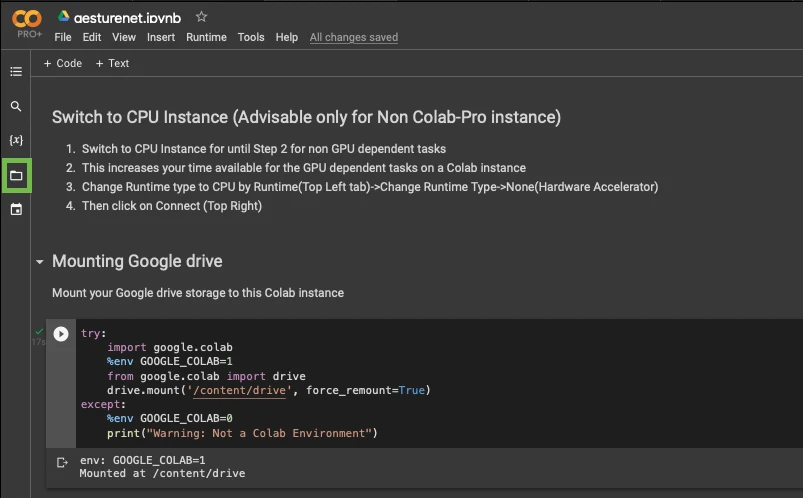 gesturenet.ipynb
PRO+
File Edit View Insert Runtime Tools Help All changes saved
+ Code + Text
{x}
Switch to CPU Instance (Advisable only for Non Colab-Pro instance)
1. Switch to CPU Instance for until Step 2 for non GPU dependent tasks
2. This increases your time available for the GPU dependent tasks on a Colab instance
3. Change Runtime type to CPU by Runtime(Top Left tab)->Change Runtime Type->None(Hardware Accelerator)
4. Then click on Connect (Top Right)
Mounting Google drive
Mount your Google drive storage to this Colab instance
17s
try:
import google.colab
%env GOOGLE_COLAB=1
from google.colab import drive
drive.mount('/content/drive', force_remount=True)
except:
%env GOOGLE_COLAB=0
print("Warning: Not a Colab Environment")
env: GOOGLE_COLAB=1
Mounted at /content/drive